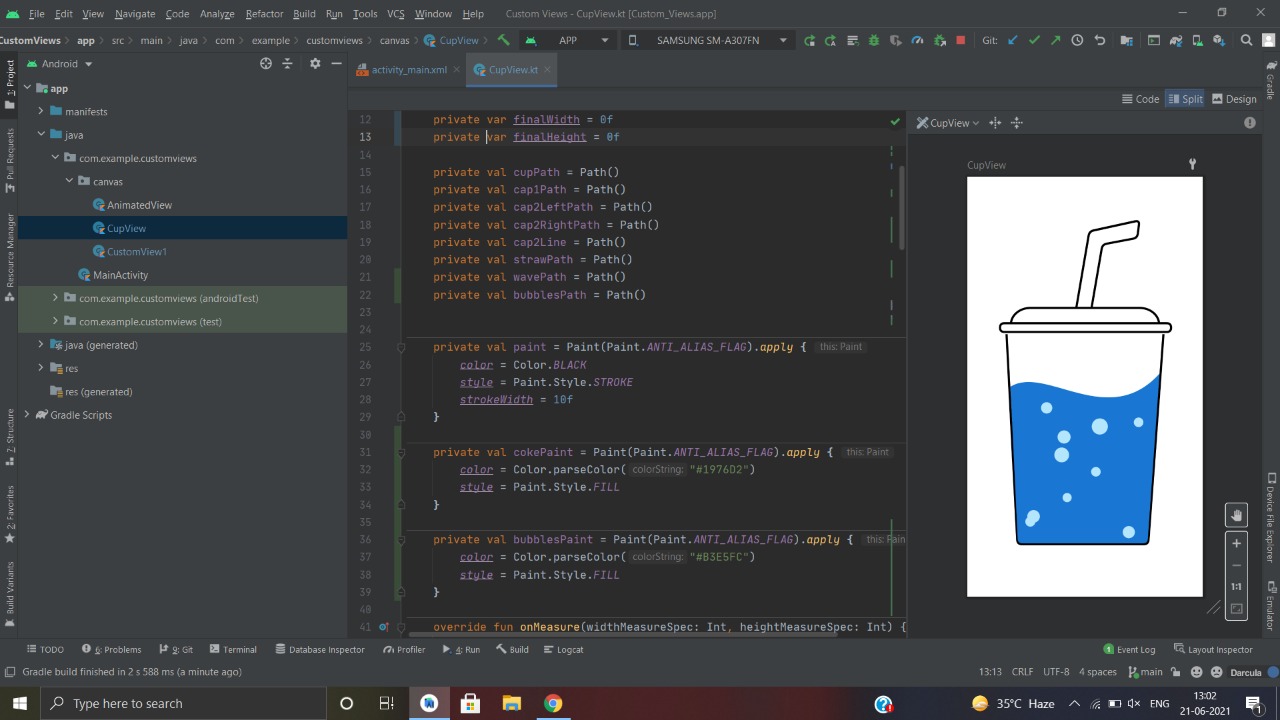 File Edit View Navigate Code Analyze Refactor Build Run Tools VCS Window Help Custom Views - CupView.kt [Custom_Views.app]
CustomViews app src main java com example customviews canvas CupView APP SAMSUNG SM-A307FN Git:
1: Project
Pull Requests
Resource Manager
7: Structure
2: Favorites
Build Variants
Android
app
manifests
java
com.example.customviews
canvas
AnimatedView
CupView
CustomView1
MainActivity
com.example.customviews (androidTest)
com.example.customviews (test)
java (generated)
res
res (generated)
Gradle Scripts
activity_main.xml CupView.kt
Code Split Design
12 private var finalWidth = 0f
13 private var finalHeight = 0f
14
15 private val cupPath = Path()
16 private val cap1Path = Path()
17 private val cap2LeftPath = Path()
18 private val cap2RightPath = Path()
19 private val cap2Line = Path()
20 private val strawPath = Path()
21 private val wavePath = Path()
22 private val bubblesPath = Path()
23
24
25 private val paint = Paint(Paint.ANTI_ALIAS_FLAG).apply { this: Paint
26 color = Color.BLACK
27 style = Paint.Style.STROKE
28 strokeWidth = 10f
29 }
30
31 private val cokePaint = Paint(Paint.ANTI_ALIAS_FLAG).apply { this: Paint
32 color = Color.parseColor( colorString: "#1976D2")
33 style = Paint.Style.FILL
34 }
35
36 private val bubblesPaint = Paint(Paint.ANTI_ALIAS_FLAG).apply { this: Pain
37 color = Color.parseColor( colorString: "#B3E5FC")
38 style = Paint.Style.FILL
39 }
40
41 override fun onMeasure(widthMeasureSpec: Int, heightMeasureSpec: Int) {
CupView
CupView
1:1
Gradle
Device File Explorer
Emulator
TODO 6: Problems 9: Git Terminal Database Inspector Profiler 4: Run Build Logcat 1 Event Log Layout Inspector
Gradle build finished in 2 s 588 ms (a minute ago) 13:13 CRLF UTF-8 4 spaces main Darcula
Type here to search 35°C Haze ENG 13:02
21-06-2021 1